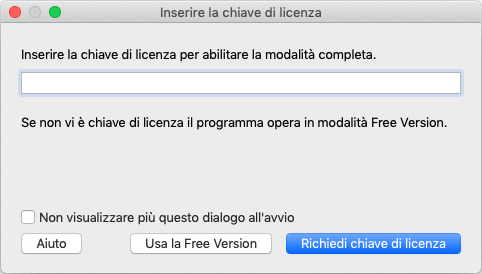 Inserire la chiave di licenza
Inserire la chiave di licenza per abilitare la modalità completa.
Se non vi è chiave di licenza il programma opera in modalità Free Version.
Non visualizzare più questo dialogo all'avvio
Aiuto
Usa la Free Version
Richiedi chiave di licenza